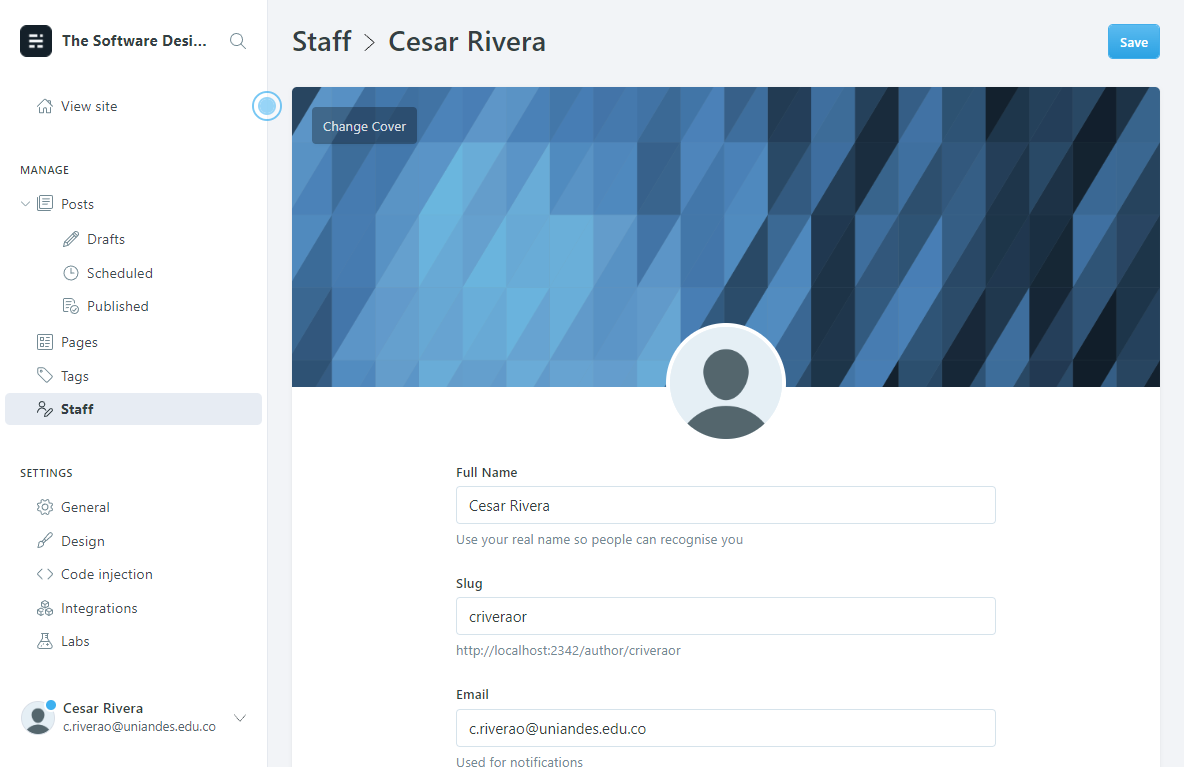 The Software Desi...
View site
MANAGE
Posts
Drafts
Scheduled
Published
Pages
Tags
Staff
SETTINGS
General
Design
Code injection
Integrations
Labs
Cesar Rivera
c.riverao@uniandes.edu.co
Staff > Cesar Rivera
Save
Change Cover
Full Name
Cesar Rivera
Use your real name so people can recognise you
Slug
criveraor
http://localhost:2342/author/criveraor
Email
c.riverao@uniandes.edu.co
Used for notifications